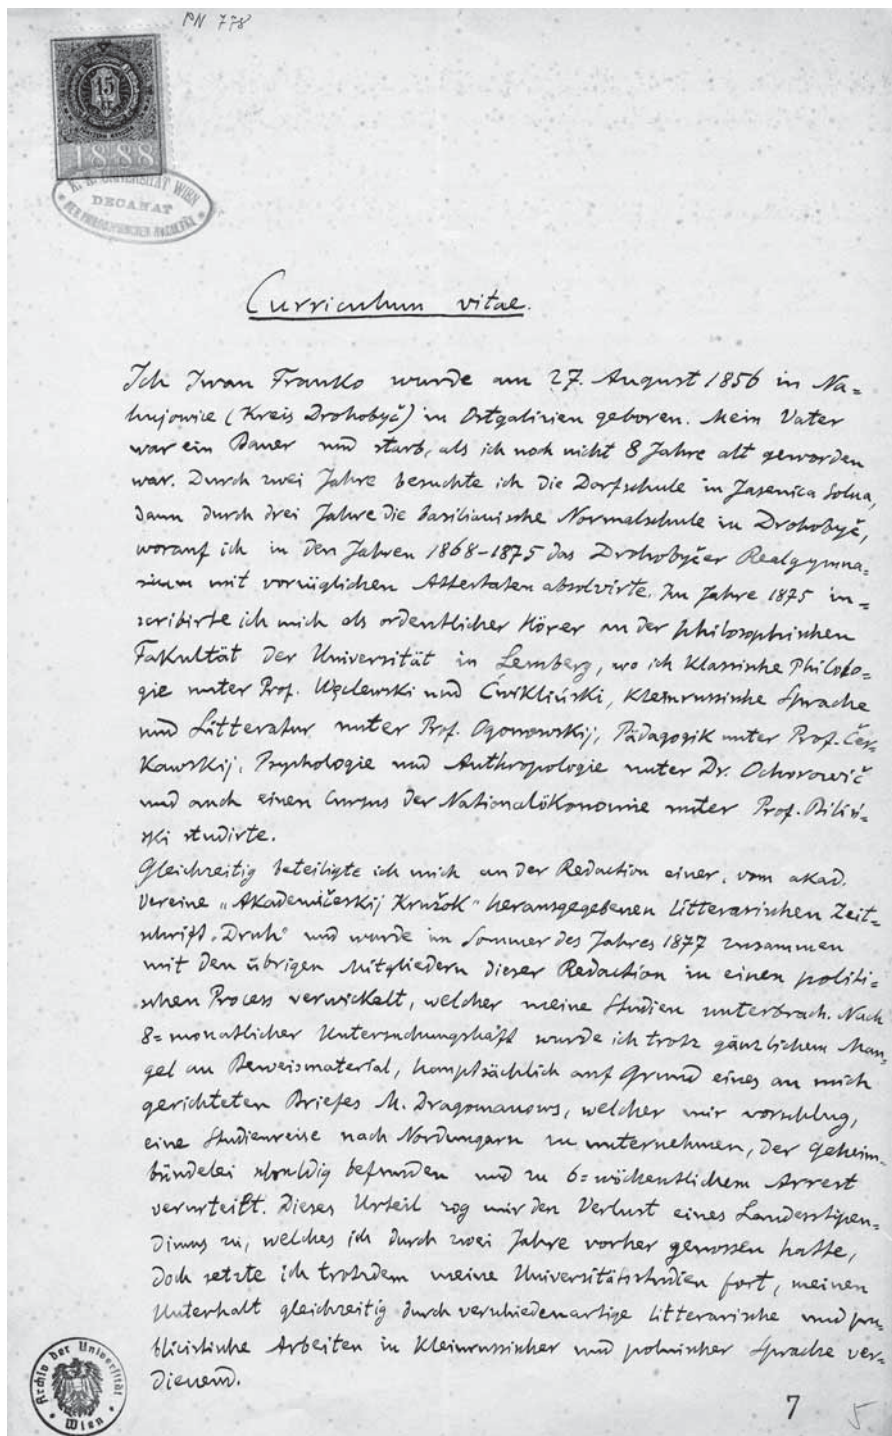 PN 778
15
1888
K. K. UNIVERSITÄT WIEN
DECANAT
DER PHILOSOPHISCHEN FACULTÄT
Curriculum vitae.
Ich Iwan Franko wurde am 27. August 1856 in Na=
hujowice (Kreis Drohobyč) in Ostgalizien geboren. Mein Vater
war ein Bauer und starb, als ich noch nicht 8 Jahre alt geworden
war. Durch zwei Jahre besuchte ich die Dorfschule in Jasenica Solna,
dann durch drei Jahre die basilianische Normalschule in Drohobyč,
worauf ich in den Jahren 1868–1875 das Drohobyčer Realgymna=
sium mit vorzüglichen Attestaten absolvirte. Im Jahre 1875 in=
scribirte ich mich als ordentlicher Hörer an der philosophischen
Fakultät der Universität in Lemberg, wo ich klassische Philolo=
gie unter Prof. Węclewski und Ćwikliński, kleinrussische Sprache
und Litteratur unter Prof. Ogonowskij, Pädagogik unter Prof. Čer=
kawskij, Psychologie und Anthropologie unter Dr. Ochorowič
und auch einen Cursus der Nationalökonomie unter Prof. Biliń=
ski studirte.
Gleichzeitig beteiligte ich mich an der Redaction einer, vom akad.
Vereine „Akademičeskij Kružok" herausgegebenen litterarischen Zeit=
schrift „Druh" und wurde im Sommer des Jahres 1877 zusammen
mit den übrigen Mitgliedern dieser Redaction in einen politi=
schen Process verwickelt, welcher meine Studien unterbrach. Nach
8=monatlicher Untersuchungshaft wurde ich trotz gänzlichem Man=
gel an Beweismaterial, hauptsächlich auf Grund eines an mich
gerichteten Briefes M. Dragomanows, welcher mir vorschlug,
eine Studienreise nach Nordungarn zu unternehmen, der Geheim=
bündelei schuldig befunden und zu 6=wöchentlichem Arrest
verurteilt. Dieses Urteil zog mir den Verlust eines Landesstipen=
diums zu, welches ich durch zwei Jahre vorher genossen hatte,
doch setzte ich trotzdem meine Universitätsstudien fort, meinen
Unterhalt gleichzeitig durch verschiedenartige litterarische und pu=
blicistische Arbeiten in kleinrussischer und polnischer Sprache ver=
dienend.
Archiv der Universität
Wien
7
5